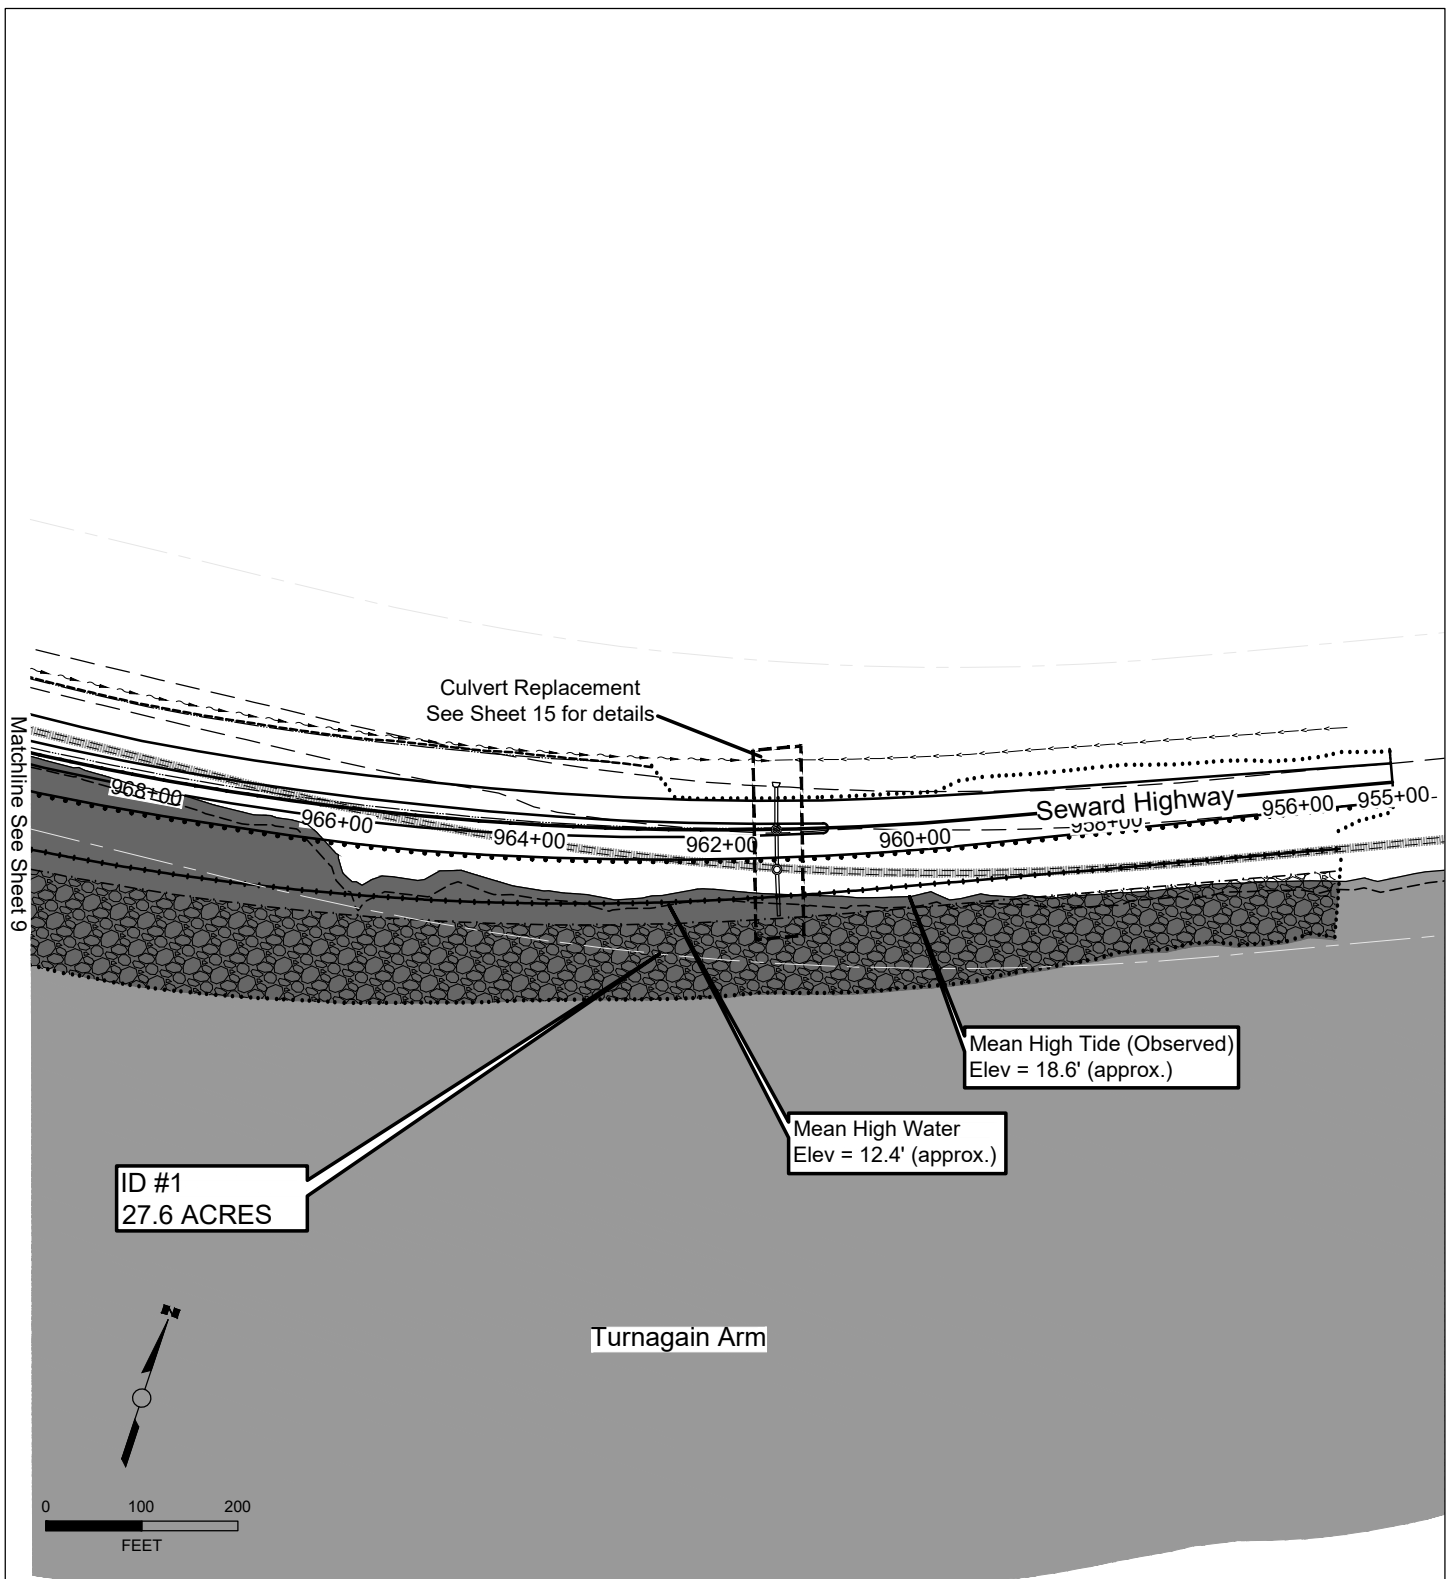 Culvert Replacement
See Sheet 15 for details
Matchline See Sheet 9
968+00
966+00
964+00
962+00
960+00
958+00
956+00
955+00
Seward Highway
Mean High Tide (Observed)
Elev = 18.6' (approx.)
Mean High Water
Elev = 12.4' (approx.)
ID #1
27.6 ACRES
Turnagain Arm
N
0 100 200
FEET